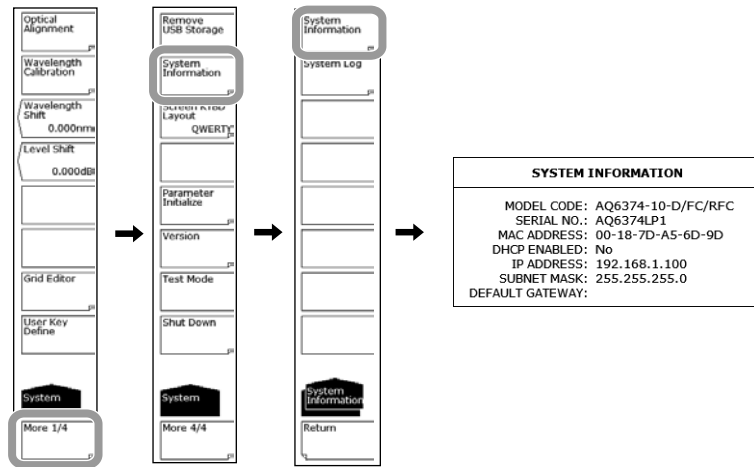 Optical
Alignment
Wavelength
Calibration
Wavelength
Shift
0.000nm
Level Shift
0.000dB
Grid Editor
User Key
Define
System
More 1/4
Remove
USB Storage
System
Information
Screen KYBD
Layout
QWERTY
Parameter
Initialize
Version
Test Mode
Shut Down
System
More 4/4
System
Information
System Log
System
Information
Return
SYSTEM INFORMATION
MODEL CODE: AQ6374-10-D/FC/RFC
SERIAL NO.: AQ6374LP1
MAC ADDRESS: 00-18-7D-A5-6D-9D
DHCP ENABLED: No
IP ADDRESS: 192.168.1.100
SUBNET MASK: 255.255.255.0
DEFAULT GATEWAY: